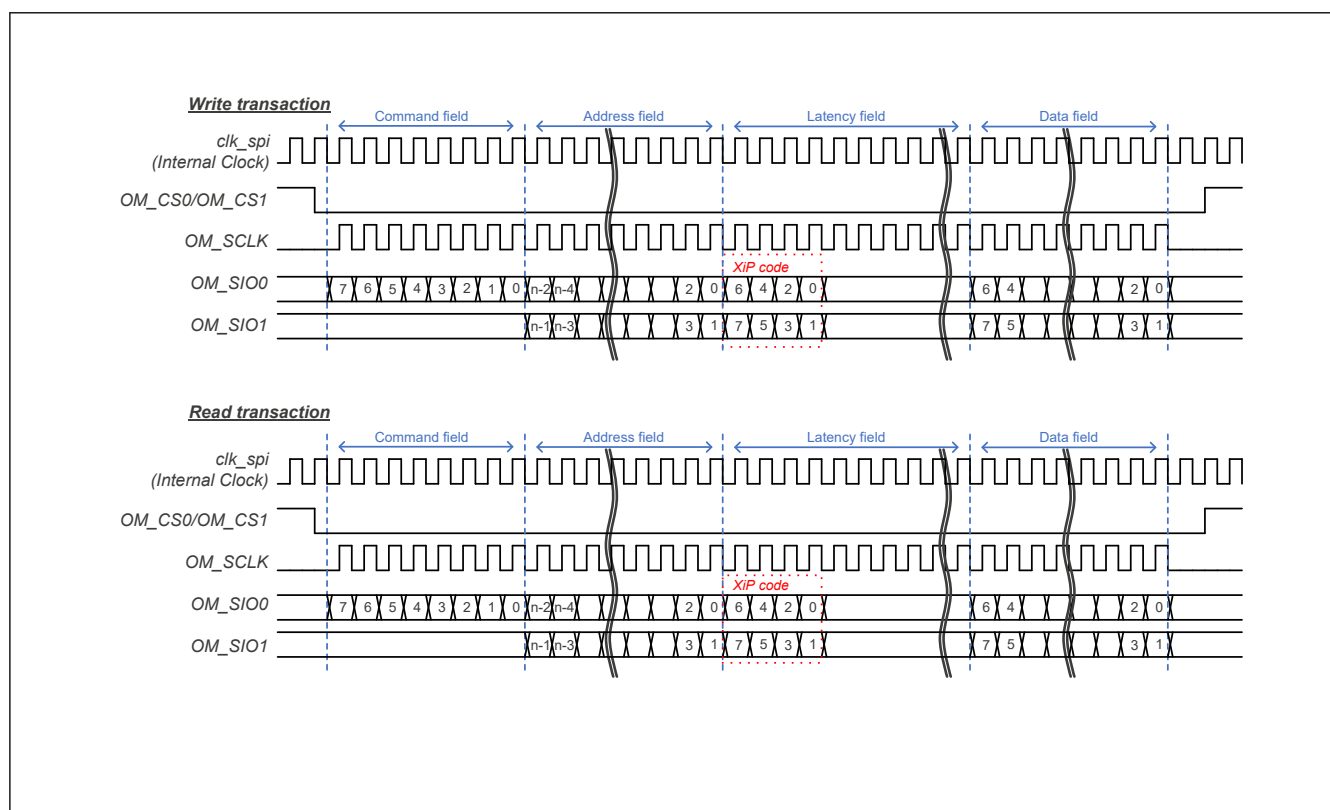 Write transaction
Command field Address field Latency field Data field
clk_spi
(Internal Clock)
OM_CS0/OM_CS1
OM_SCLK
XiP code
OM_SIO0 7 6 5 4 3 2 1 0 n-2 n-4 2 0 6 4 2 0 6 4 2 0
OM_SIO1 n-1 n-3 3 1 7 5 3 1 7 5 3 1
Read transaction
Command field Address field Latency field Data field
clk_spi
(Internal Clock)
OM_CS0/OM_CS1
OM_SCLK
XiP code
OM_SIO0 7 6 5 4 3 2 1 0 n-2 n-4 2 0 6 4 2 0 6 4 2 0
OM_SIO1 n-1 n-3 3 1 7 5 3 1 7 5 3 1